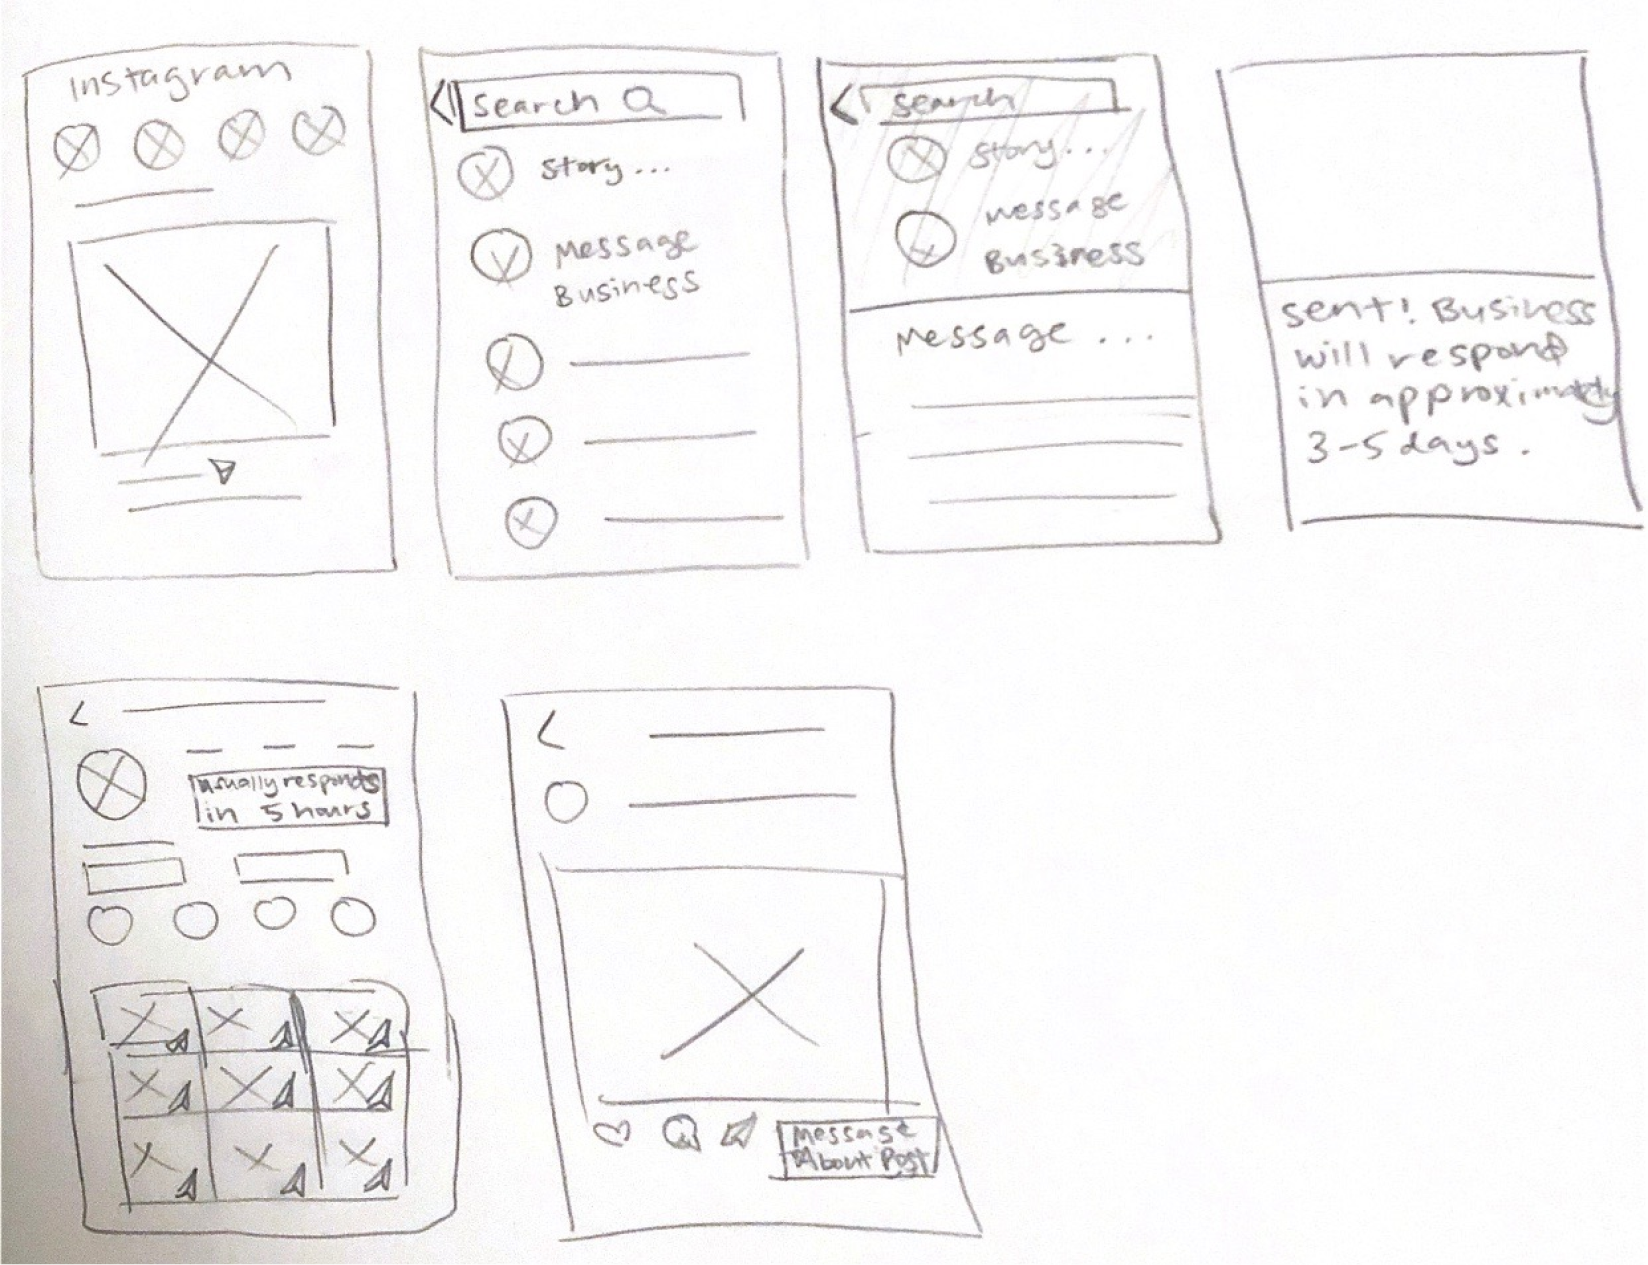 Instagram
search
story...
Message
Business
search
story...
message
Business
Message ...
sent! Business
will respond
in approximately
3-5 days.
usually responds
in 5 hours
Message
About Post